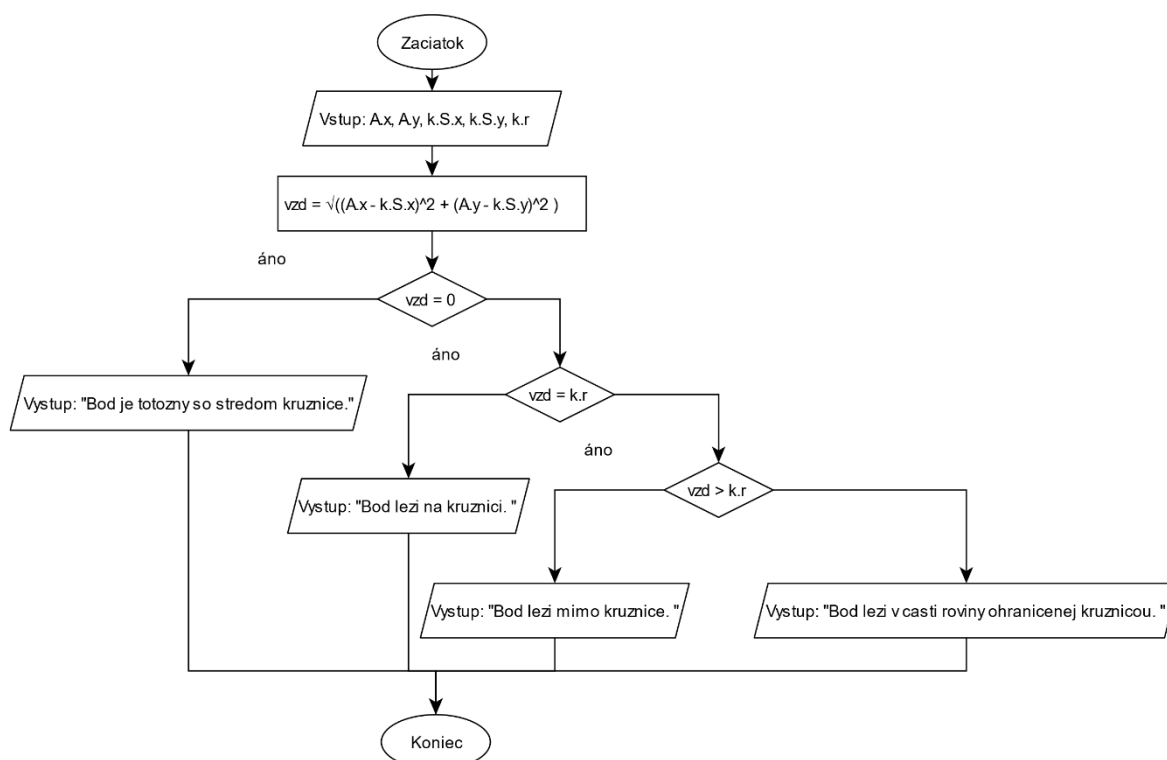 Zaciatok
Vstup: A.x, A.y, k.S.x, k.S.y, k.r
vzd = √((A.x - k.S.x)^2 + (A.y - k.S.y)^2 )
áno
vzd = 0
áno
vzd = k.r
Vystup: "Bod je totozny so stredom kruznice."
áno
vzd > k.r
Vystup: "Bod lezi na kruznici. "
Vystup: "Bod lezi mimo kruznice. "
Vystup: "Bod lezi v casti roviny ohranicenej kruznicou. "
Koniec